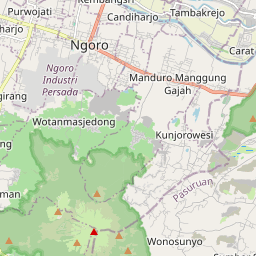 Purwojati
Kembangsri
Candiharjo
Tambakrejo
harjo
Ngoro
Carat
Manduro Manggung
Gajah
Ngoro
Industri
Persada
girang
Wotanmasjedong
Kunjorowesi
ng
Pasuruan
man
Wonosunyo